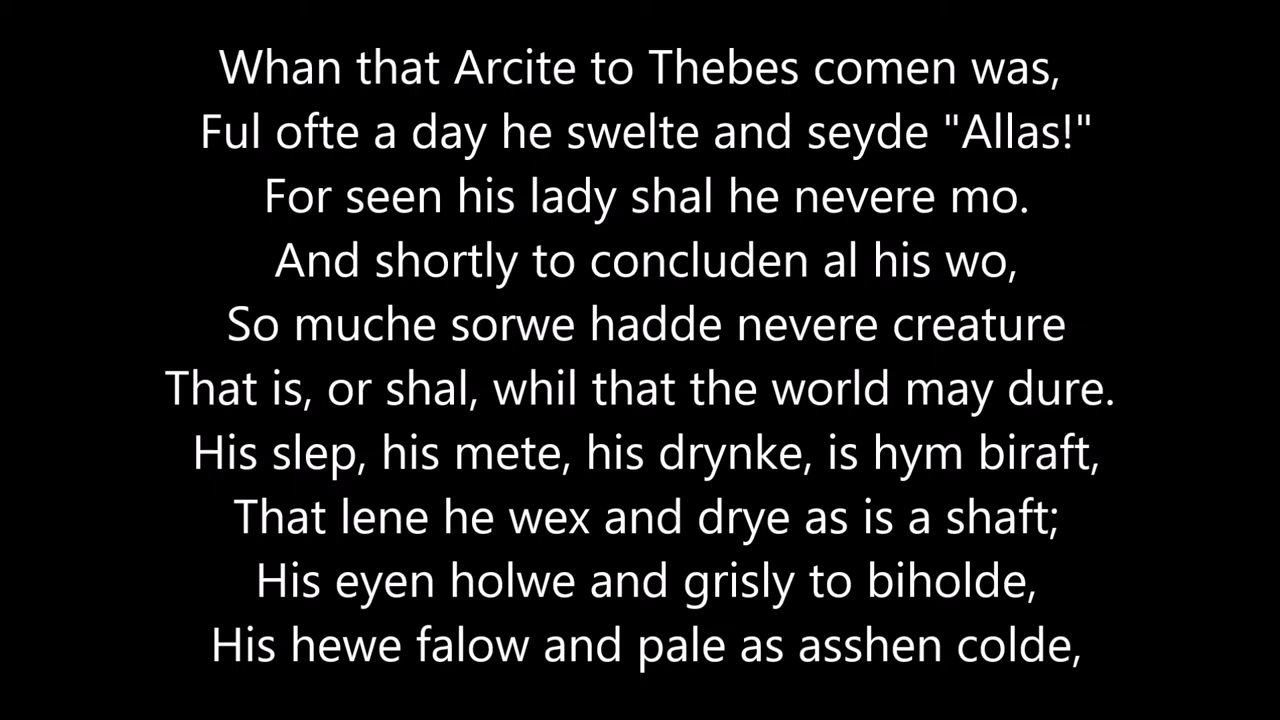 Whan that Arcite to Thebes comen was,
Ful ofte a day he swelte and seyde "Allas!"
For seen his lady shal he nevere mo.
And shortly to concluden al his wo,
So muche sorwe hadde nevere creature
That is, or shal, whil that the world may dure.
His slep, his mete, his drynke, is hym biraft,
That lene he wex and drye as is a shaft;
His eyen holwe and grisly to biholde,
His hewe falow and pale as asshen colde,